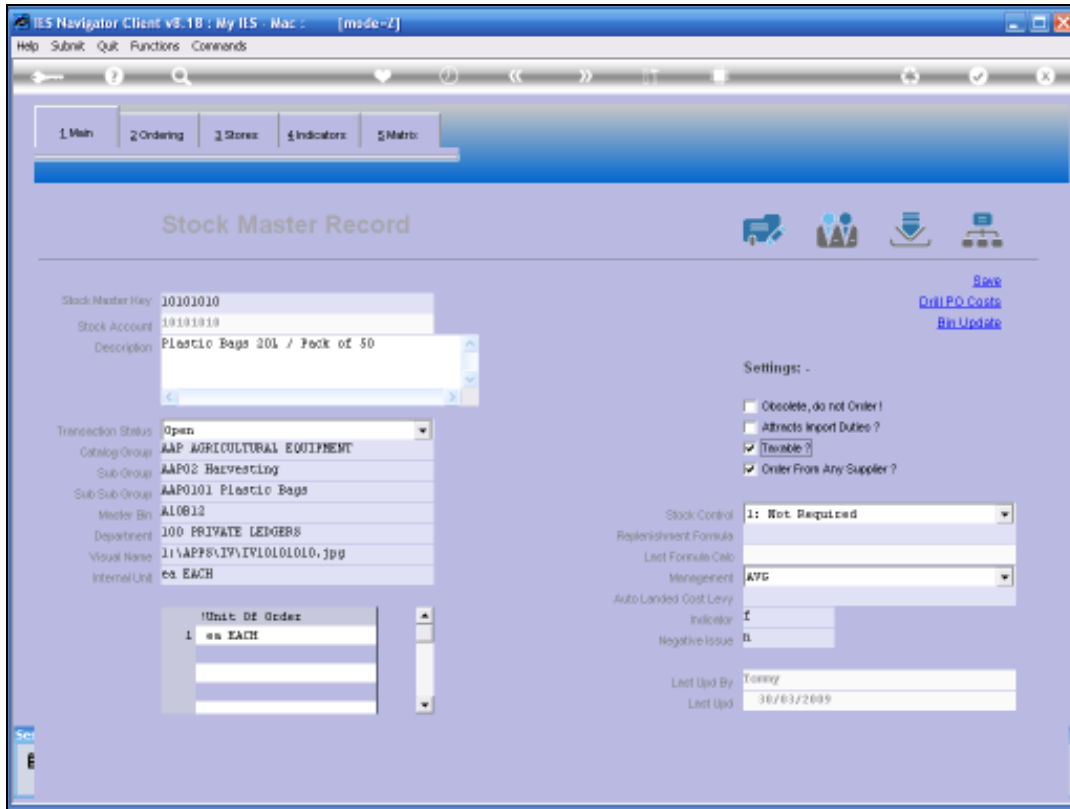 IES Navigator Client v8.1B : My IES - Mac : [mode=Z]
Help Submit Quit Functions Commands
1 Main 2 Ordering 3 Stores 4 Indicators 5 Matrix
Stock Master Record
Save
Drill PO Costs
Bin Update
Stock Master Key 10101010
Stock Account 10101010
Description Plastic Bags 20L / Pack of 50
Settings: -
Obsolete, do not Order !
Attracts Import Duties ?
Taxable ?
Order From Any Supplier ?
Transaction Status Open
Catalog Group AAP AGRICULTURAL EQUIPMENT
Sub Group AAP02 Harvesting
Sub Sub Group AAP0101 Plastic Bags
Master Bin A10B12
Department 100 PRIVATE LEDGERS
Visual Name 1:\APPS\IV\IV10101010.jpg
Internal Unit ea EACH
!Unit Of Order
1 ea EACH
Stock Control 1: Not Required
Replenishment Formula
Last Formula Calc
Management AVG
Auto Landed Cost Levy
Indicator f
Negative Issue n
Last Upd By Tommy
Last Upd 30/03/2009